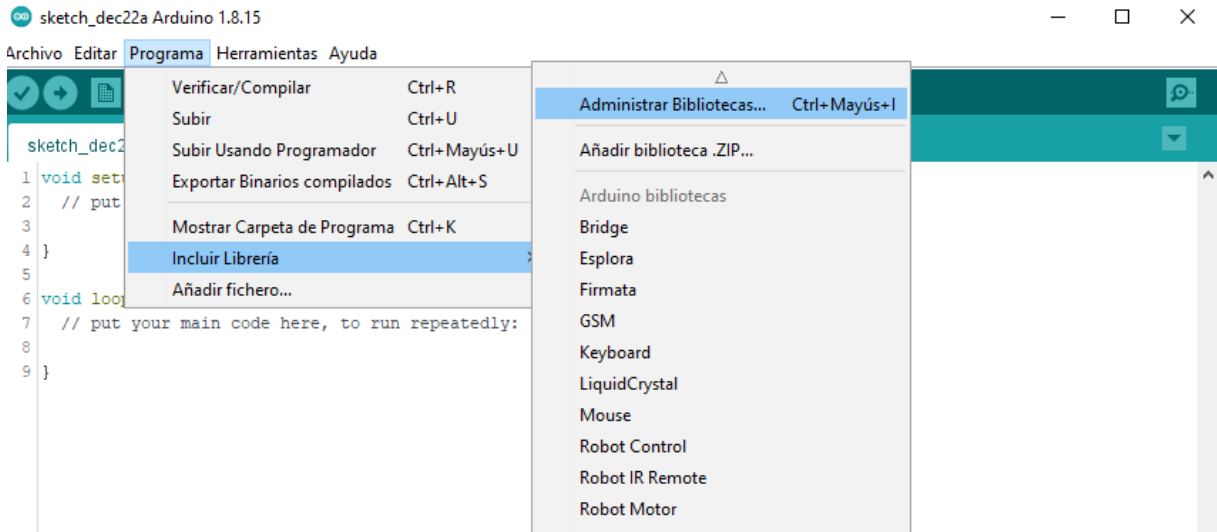 sketch_dec22a Arduino 1.8.15
Archivo Editar Programa Herramientas Ayuda
Verificar/Compilar Ctrl+R
Subir Ctrl+U
Subir Usando Programador Ctrl+Mayús+U
Exportar Binarios compilados Ctrl+Alt+S
Mostrar Carpeta de Programa Ctrl+K
Incluir Librería
Añadir fichero...
Administrar Bibliotecas... Ctrl+Mayús+I
Añadir biblioteca .ZIP...
Arduino bibliotecas
Bridge
Esplora
Firmata
GSM
Keyboard
LiquidCrystal
Mouse
Robot Control
Robot IR Remote
Robot Motor
sketch_dec2
1 void set
2 // put
3
4 }
5
6 void loo
7 // put your main code here, to run repeatedly:
8
9 }